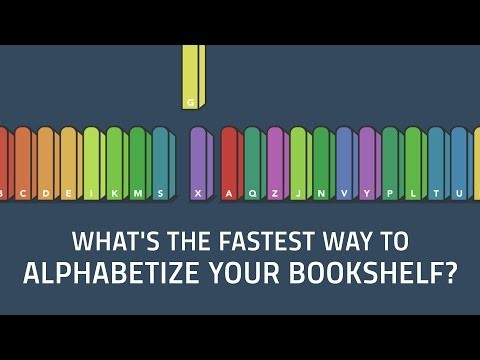 G
B C D E I K M S X A Q Z J N V Y P L T U
WHAT'S THE FASTEST WAY TO
ALPHABETIZE YOUR BOOKSHELF?